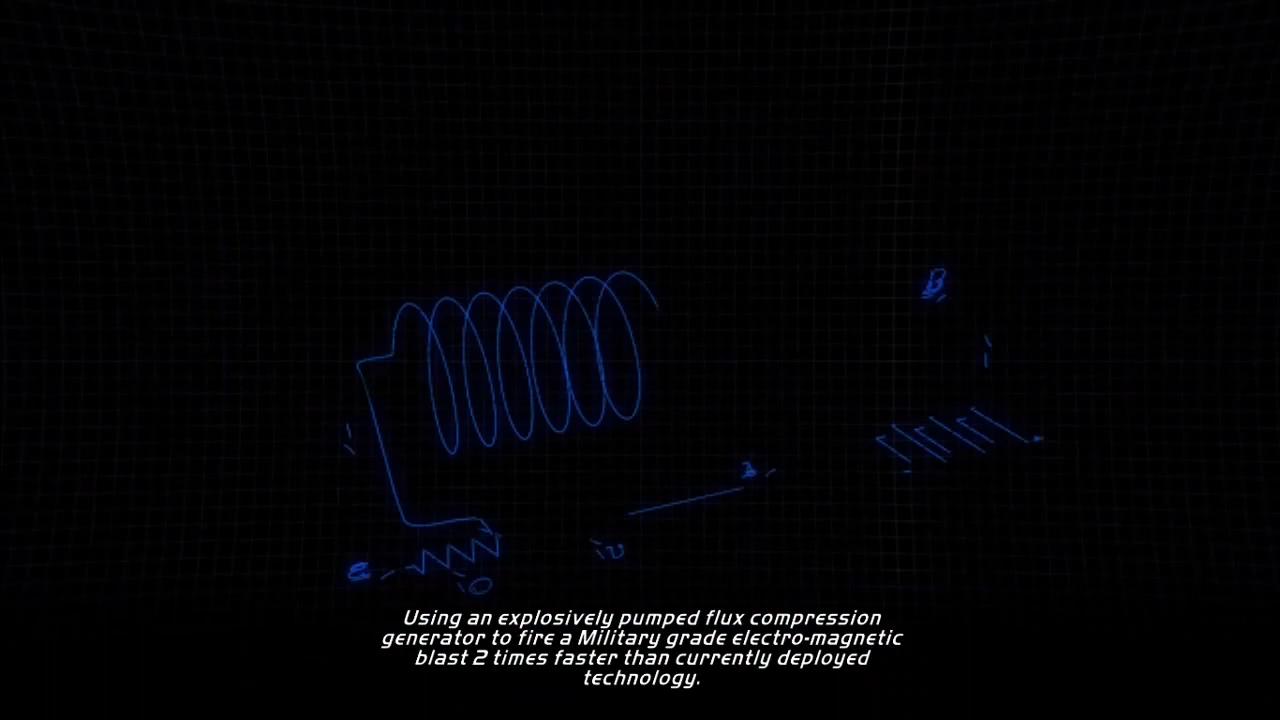 Using an explosively pumped flux compression
generator to fire a Military grade electro-magnetic
blast 2 times faster than currently deployed
technology.